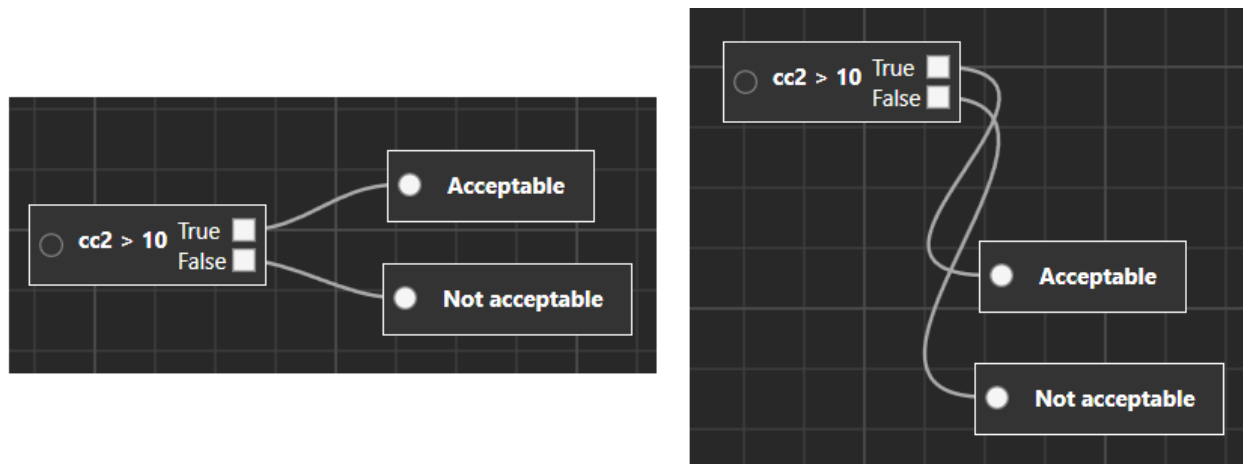 cc2 > 10 True
False
Acceptable
Not acceptable
cc2 > 10 True
False
Acceptable
Not acceptable